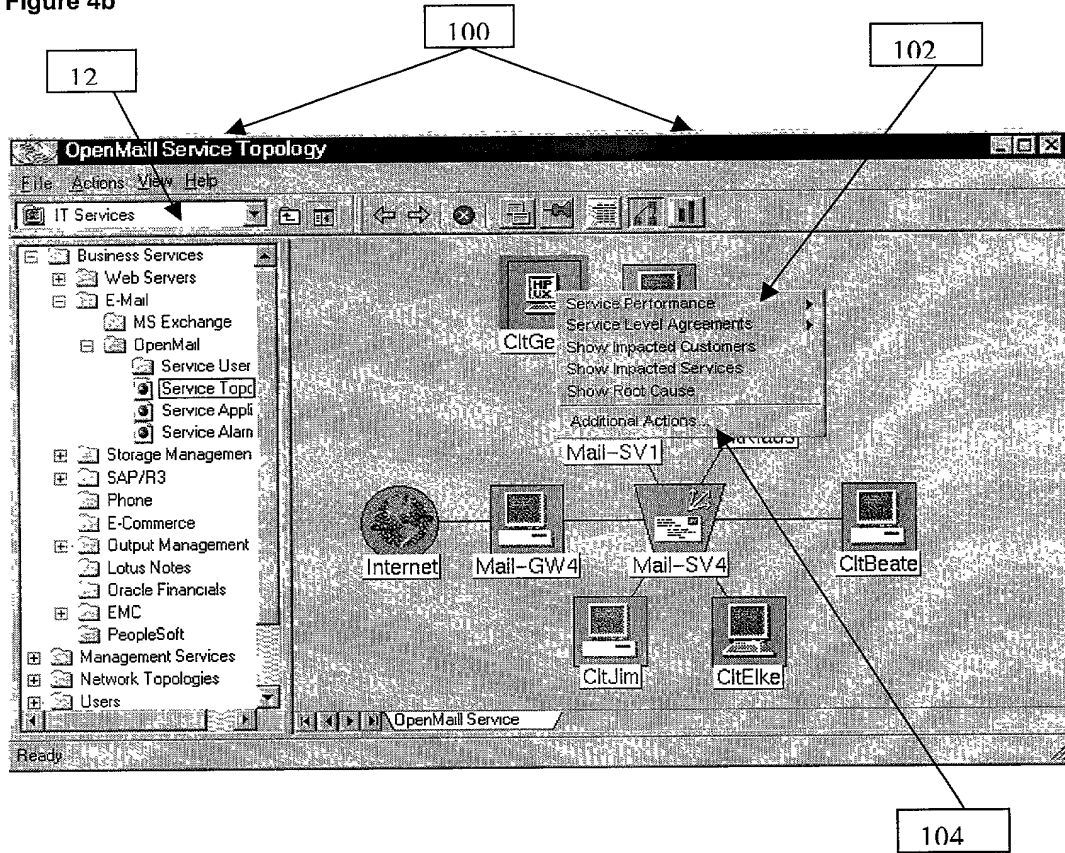 Figure 4b
100
102
12
OpenMail Service Topology
File Actions View Help
IT Services
Business Services
Web Servers
E-Mail
MS Exchange
OpenMail
Service User
Service Topc
Service Appli
Service Alarn
Storage Managemen
SAP/R3
Phone
E-Commerce
Output Management
Lotus Notes
Oracle Financials
EMC
PeopleSoft
Management Services
Network Topologies
Users
HP
UX
CltGe
Service Performance
Service Level Agreements
Show Impacted Customers
Show Impacted Services
Show Root Cause
Additional Actions...
Mail-SV1
Internet
Mail-GW4
Mail-SV4
CltBeate
CltJim
CltElke
OpenMail Service
Ready
104